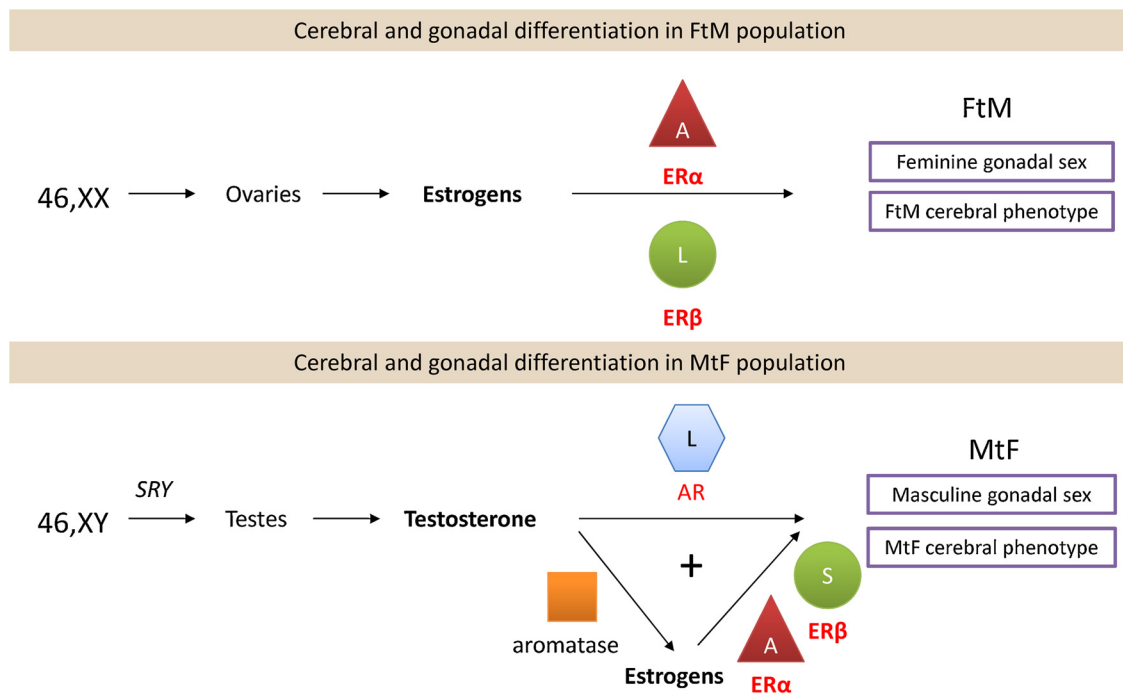 Cerebral and gonadal differentiation in FtM population
A
FtM
Feminine gonadal sex
ERα
46,XX
Ovaries
Estrogens
FtM cerebral phenotype
L
ERβ
Cerebral and gonadal differentiation in MtF population
L
MtF
AR
SRY
Masculine gonadal sex
46,XY
Testes
Testosterone
MtF cerebral phenotype
+
S
aromatase
ERβ
A
Estrogens
ERα